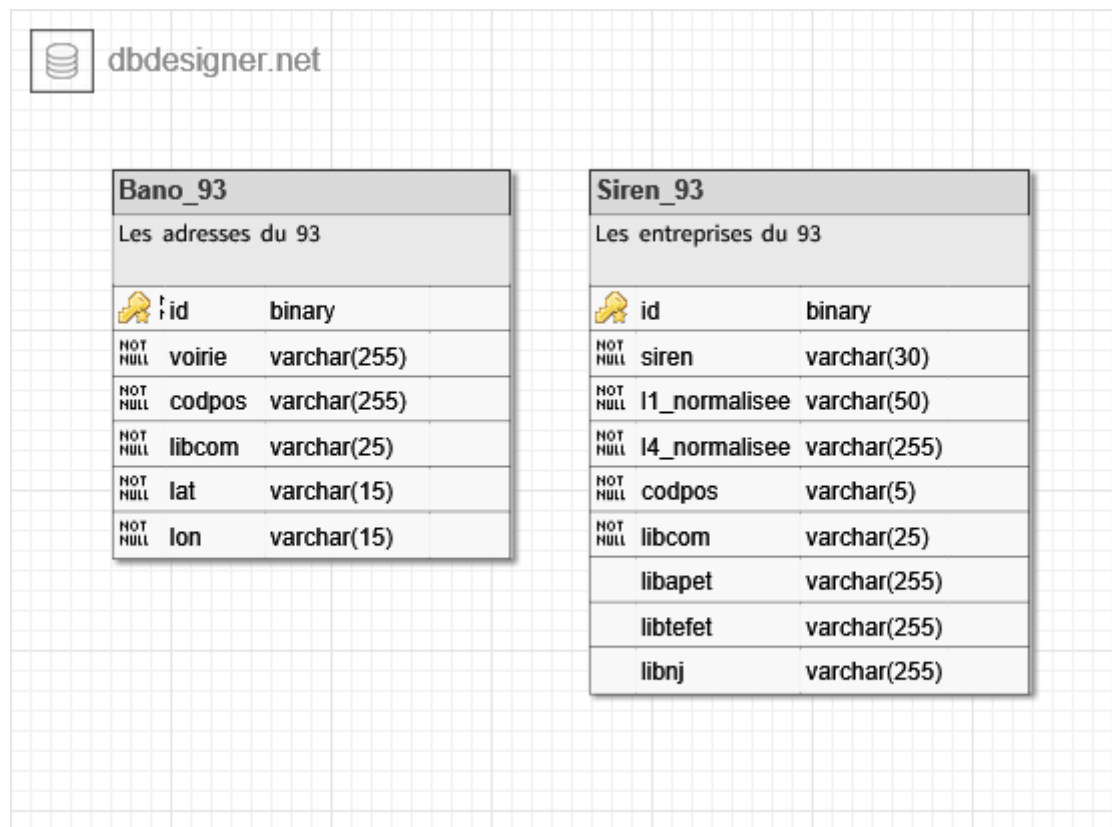 dbdesigner.net
Bano_93
Les adresses du 93
id binary
NOT NULL voirie varchar(255)
NOT NULL codpos varchar(255)
NOT NULL libcom varchar(25)
NOT NULL lat varchar(15)
NOT NULL lon varchar(15)
Siren_93
Les entreprises du 93
id binary
NOT NULL siren varchar(30)
NOT NULL l1_normalisee varchar(50)
NOT NULL l4_normalisee varchar(255)
NOT NULL codpos varchar(5)
NOT NULL libcom varchar(25)
libapet varchar(255)
libtefet varchar(255)
libnj varchar(255)